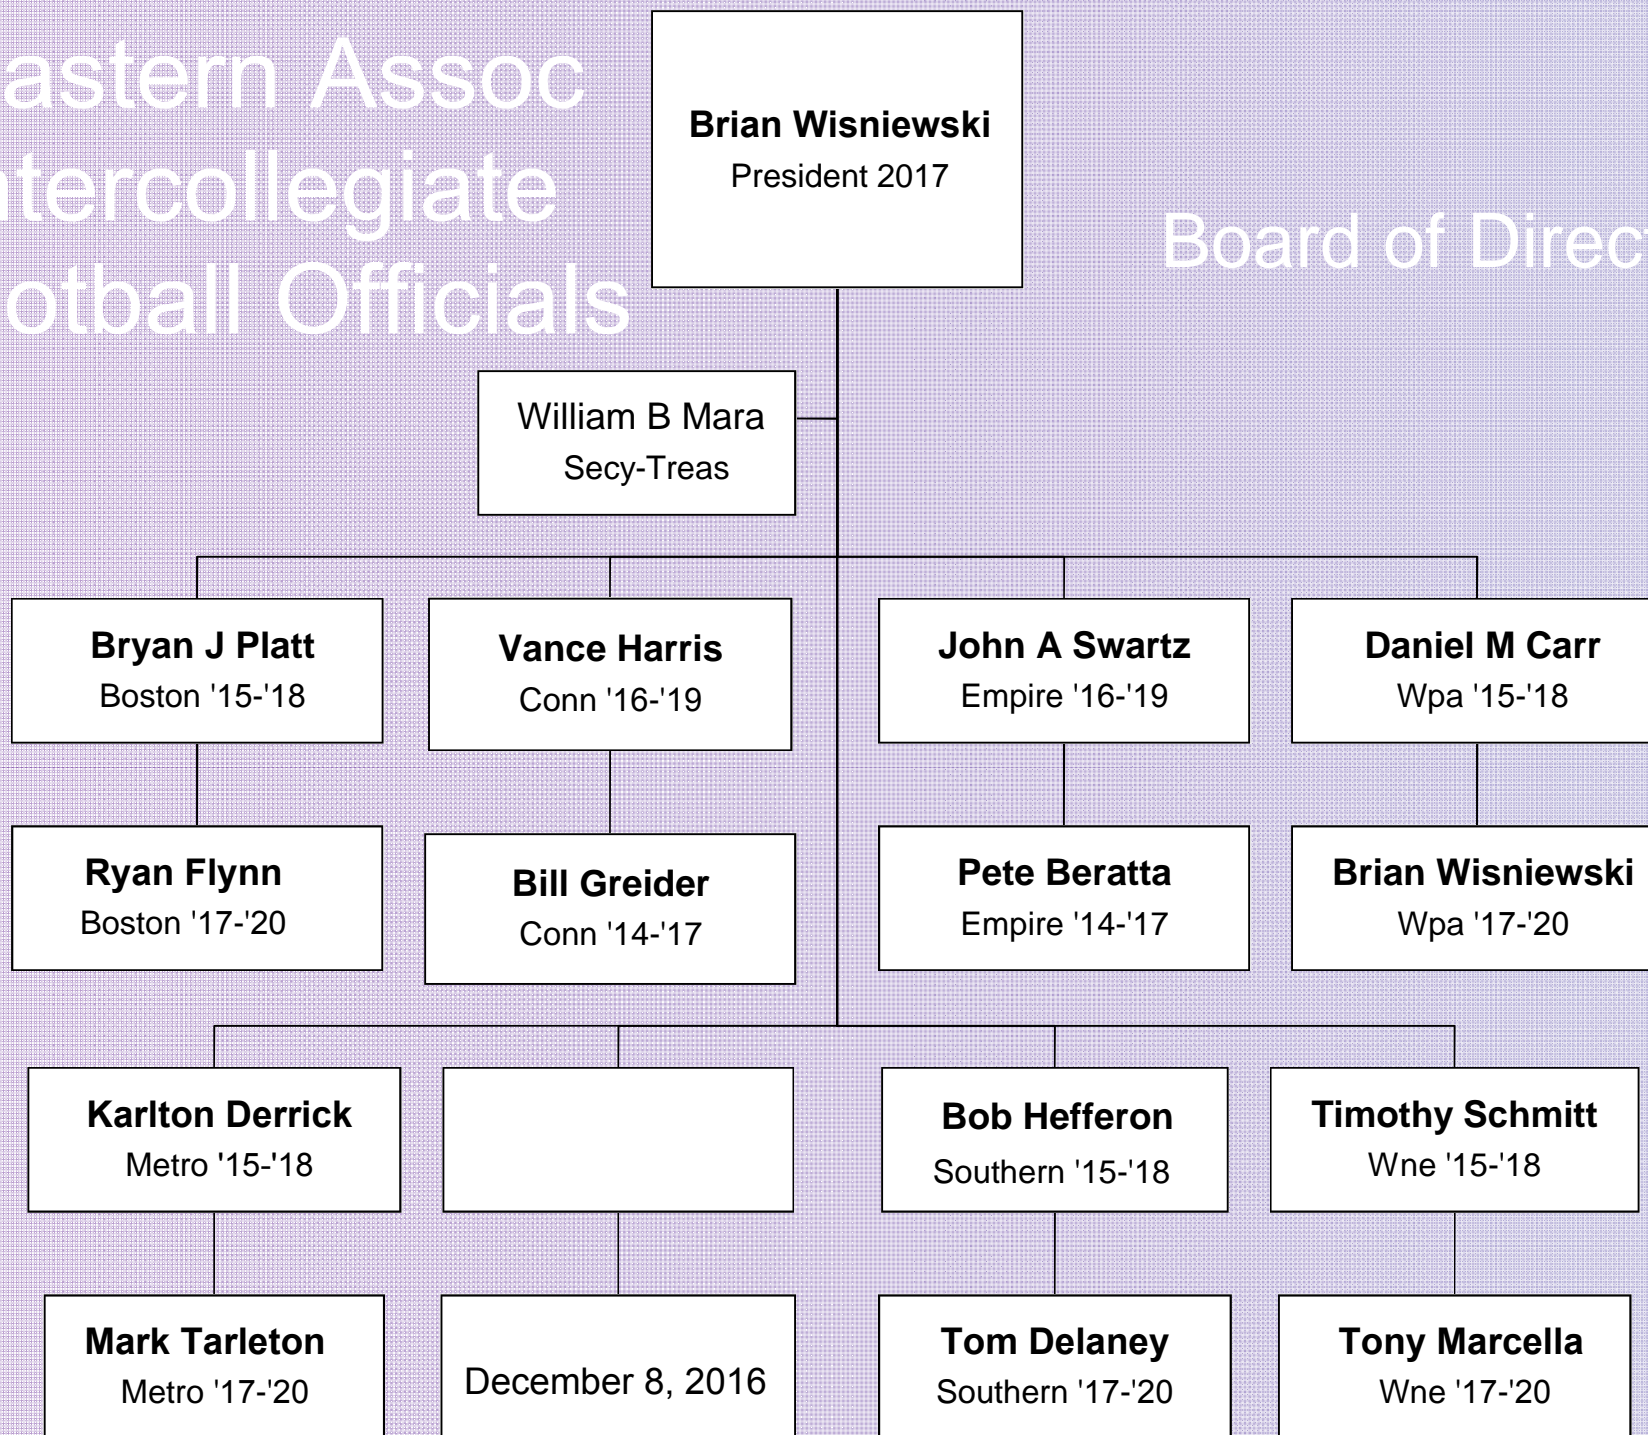 astern Assoc
ntercollegiate
otball Officials
Board of Direct
Brian Wisniewski
President 2017
William B Mara
Secy-Treas
Bryan J Platt
Boston '15-'18
Vance Harris
Conn '16-'19
John A Swartz
Empire '16-'19
Daniel M Carr
Wpa '15-'18
Ryan Flynn
Boston '17-'20
Bill Greider
Conn '14-'17
Pete Beratta
Empire '14-'17
Brian Wisniewski
Wpa '17-'20
Karlton Derrick
Metro '15-'18
Bob Hefferon
Southern '15-'18
Timothy Schmitt
Wne '15-'18
Mark Tarleton
Metro '17-'20
December 8, 2016
Tom Delaney
Southern '17-'20
Tony Marcella
Wne '17-'20